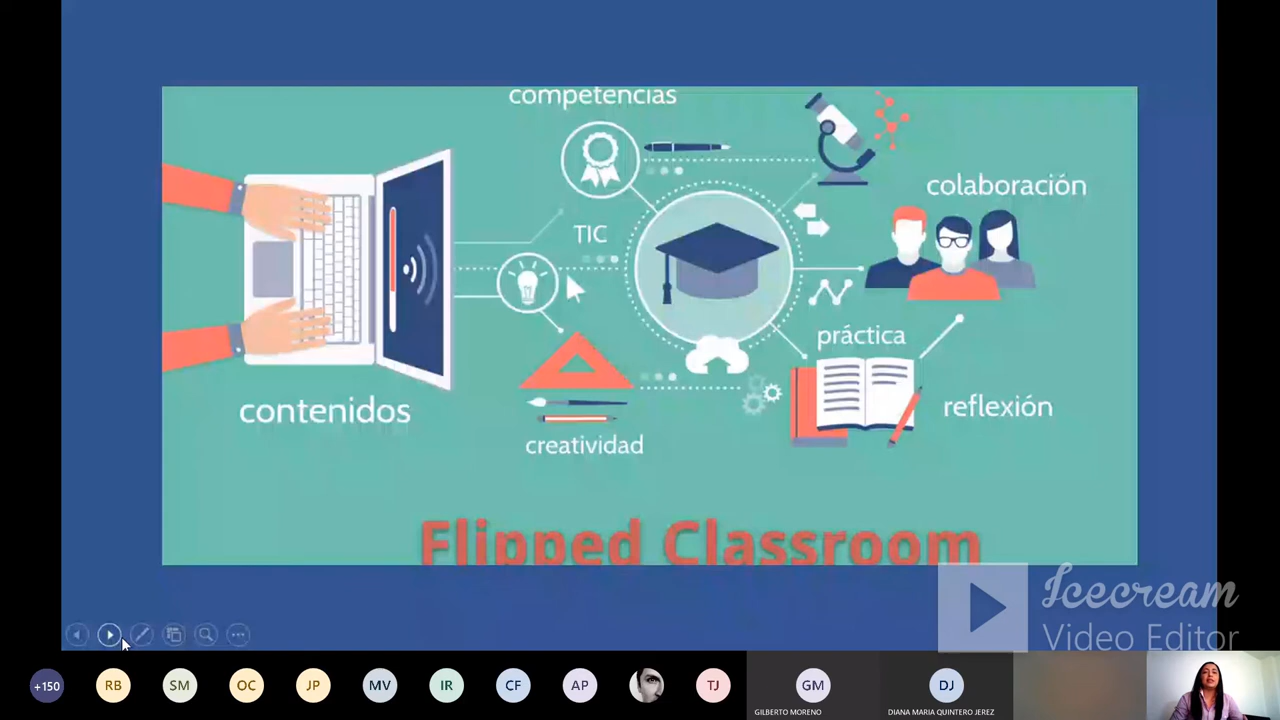 competencias
colaboración
TIC
práctica
contenidos
reflexión
creatividad
Flipped Classroom
Icecream
Video Editor
+150
RB
SM
OC
JP
MV
IR
CF
AP
TJ
GM
DJ
GILBERTO MORENO
DIANA MARIA QUINTERO JEREZ